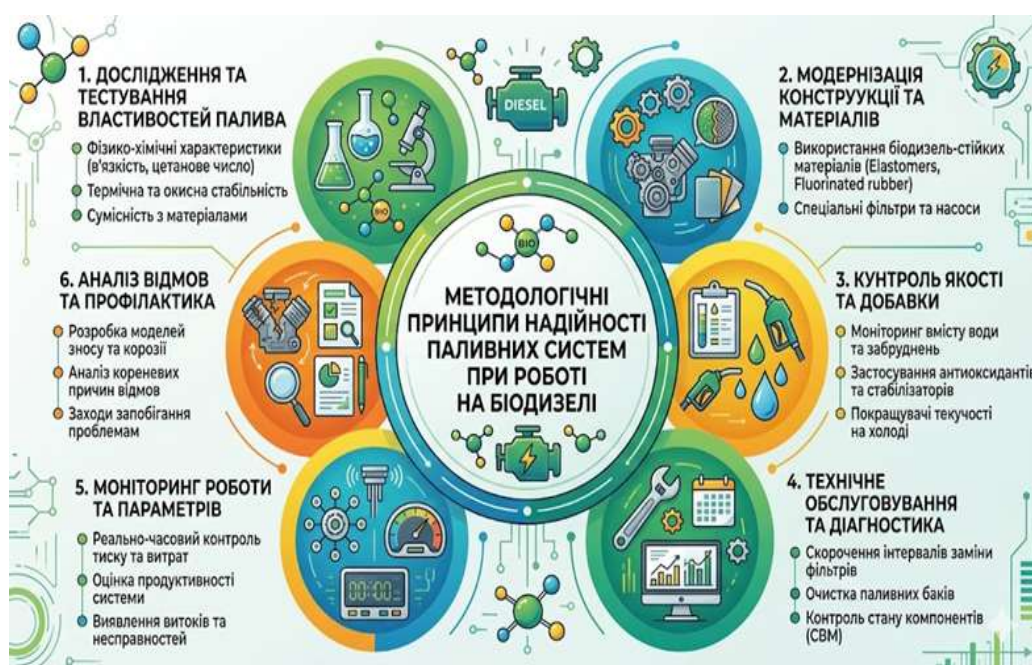 1. ДОСЛІДЖЕННЯ ТА
ТЕСТУВАННЯ
ВЛАСТИВОСТЕЙ ПАЛИВА
Фізико-хімічні характеристики
(в'язкість, цетанове число)
Термічна та окисна стабільність
Сумісність з матеріалами
BIO
DIESEL
2. МОДЕРНІЗАЦІЯ
КОНСТРУУКЦІЇ ТА
МАТЕРІАЛІВ
Використання біодизель-стійких
матеріалів (Elastomers,
Fluorinated rubber)
Спеціальні фільтри та насоси
BIO
МЕТОДОЛОГІЧНІ
ПРИНЦИПИ НАДІЙНОСТІ
ПАЛИВНИХ СИСТЕМ
ПРИ РОБОТІ
НА БІОДИЗЕЛІ
3. КУНТРОЛЬ ЯКОСТІ
ТА ДОБАВКИ
Моніторинг вмісту води
та забруднень
Застосування антиоксидантів
та стабілізаторів
Покращувачі текучості
на холоді
4. ТЕХНІЧНЕ
ОБСЛУГОВУВАННЯ
ТА ДІАГНОСТИКА
Скорочення інтервалів заміни
фільтрів
Очистка паливних баків
Контроль стану компонентів
(CBM)
5. МОНІТОРИНГ РОБОТИ
ТА ПАРАМЕТРІВ
Реально-часовий контроль
тиску та витрат
Оцінка продуктивності
системи
Виявлення витоків та
несправностей
00:00
6. АНАЛІЗ ВІДМОВ
ТА ПРОФІЛАКТИКА
Розробка моделей
зносу та корозії
Аналіз кореневих
причин відмов
Заходи запобігання
проблемам